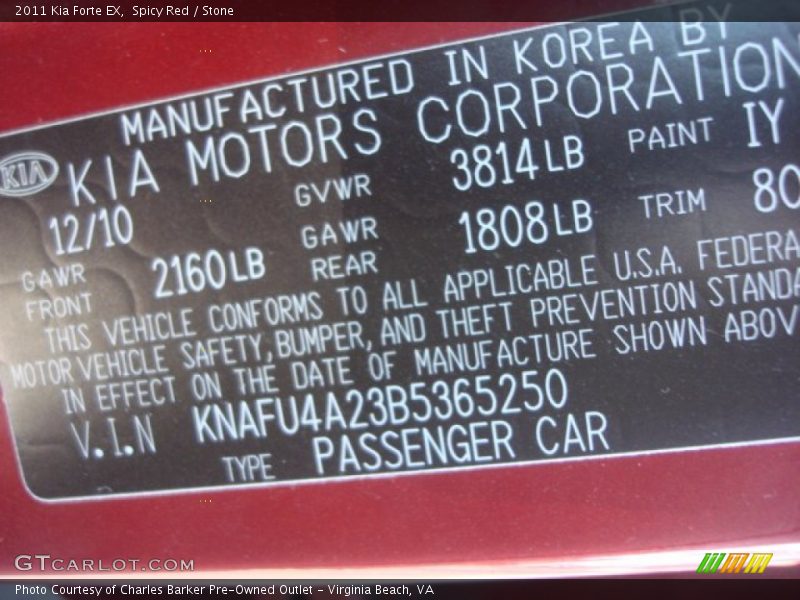 2011 Kia Forte EX, Spicy Red / Stone
MANUFACTURED IN KOREA BY
KIA KIA MOTORS CORPORATION
12/10 GVWR 3814LB PAINT IY
GAWR FRONT 2160LB GAWR REAR 1808LB TRIM 80
THIS VEHICLE CONFORMS TO ALL APPLICABLE U.S.A. FEDERA
MOTOR VEHICLE SAFETY, BUMPER, AND THEFT PREVENTION STANDA
IN EFFECT ON THE DATE OF MANUFACTURE SHOWN ABOV
V.I.N KNAFU4A23B5365250
TYPE PASSENGER CAR
GTCARLOT.COM
Photo Courtesy of Charles Barker Pre-Owned Outlet - Virginia Beach, VA